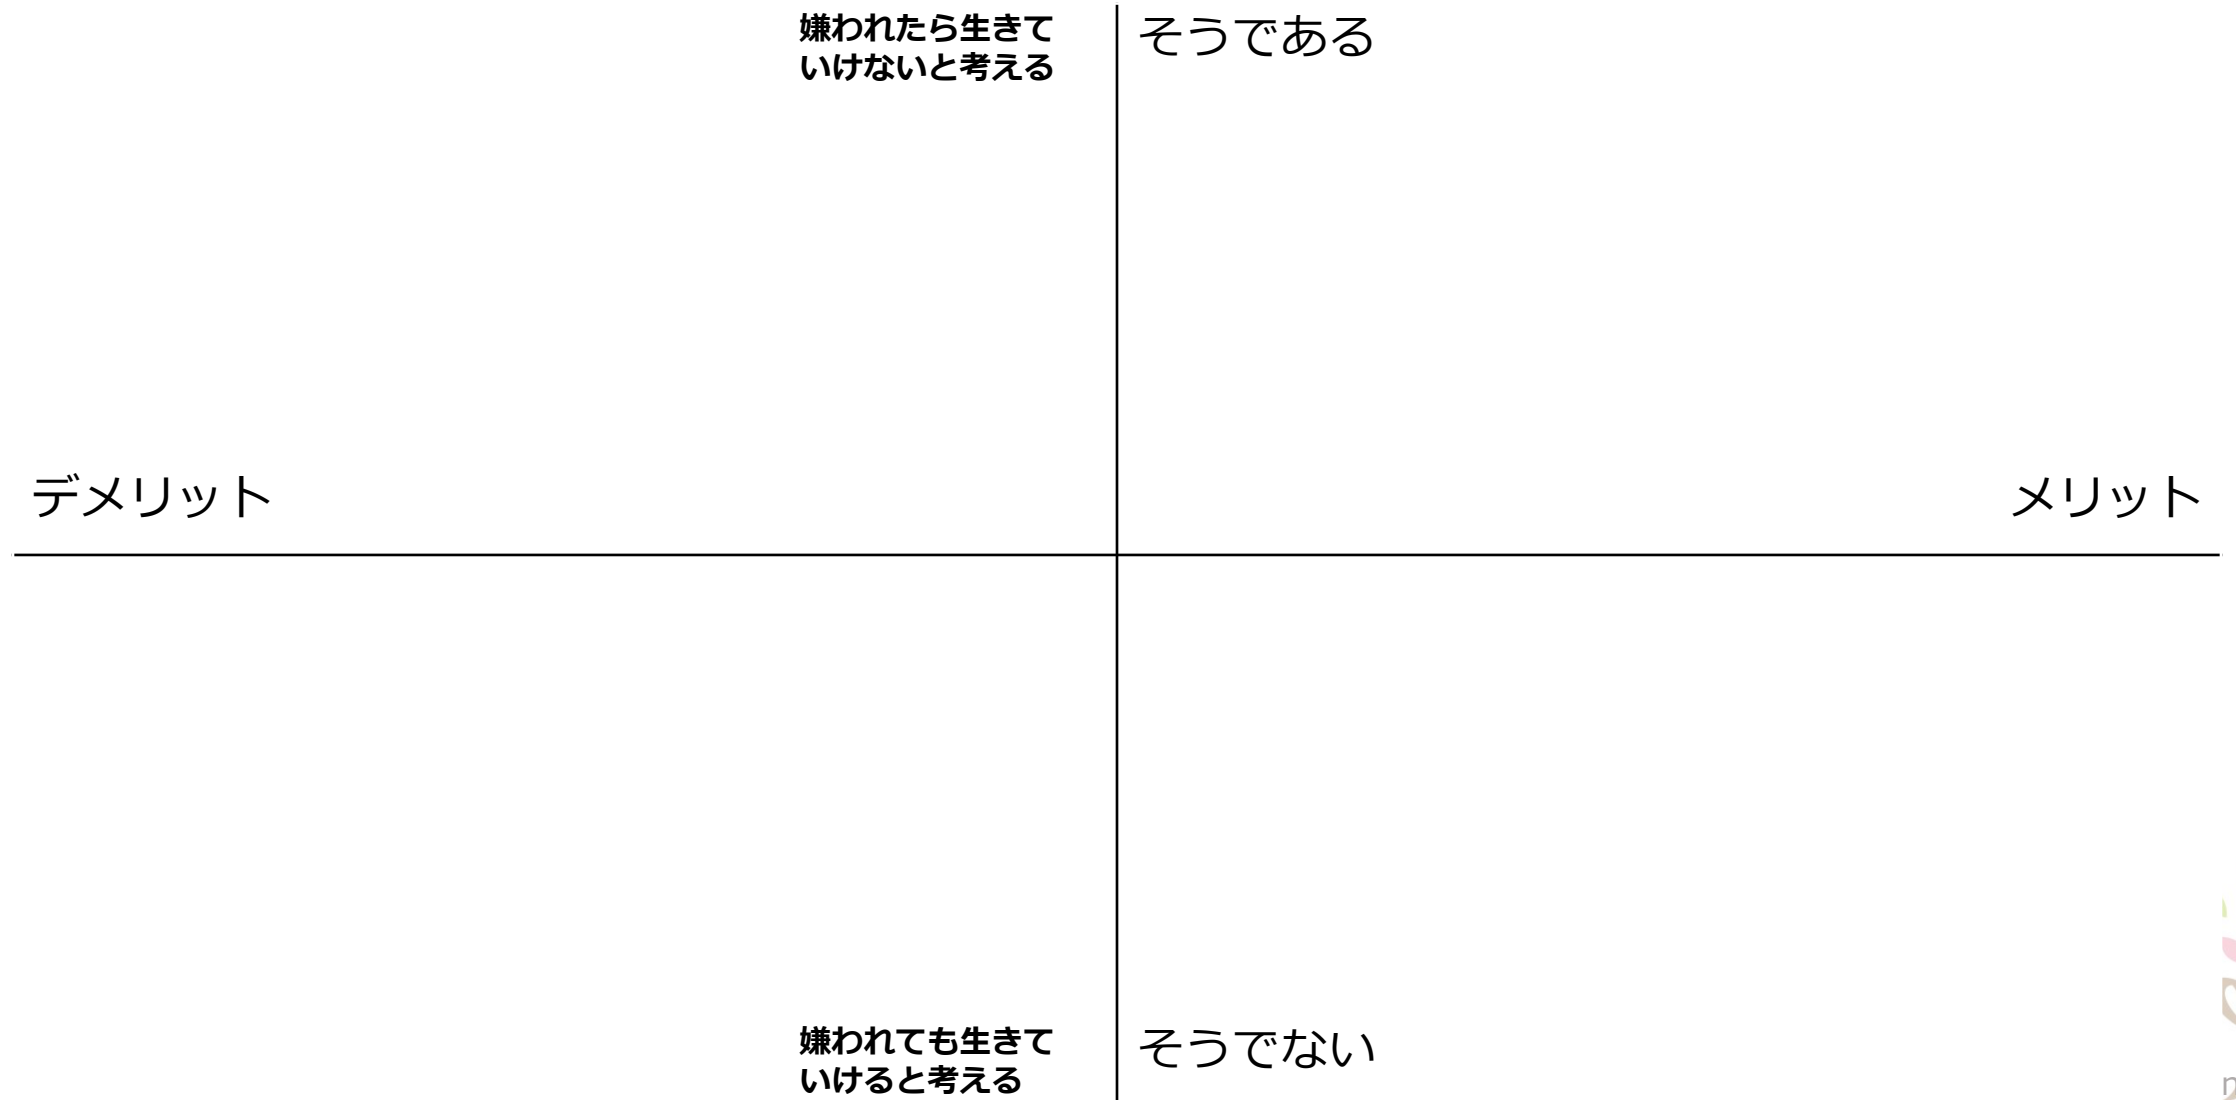 嫌われたら生きて
いけないと考える
そうである
デメリット
メリット
嫌われても生きて
いけると考える
そうでない